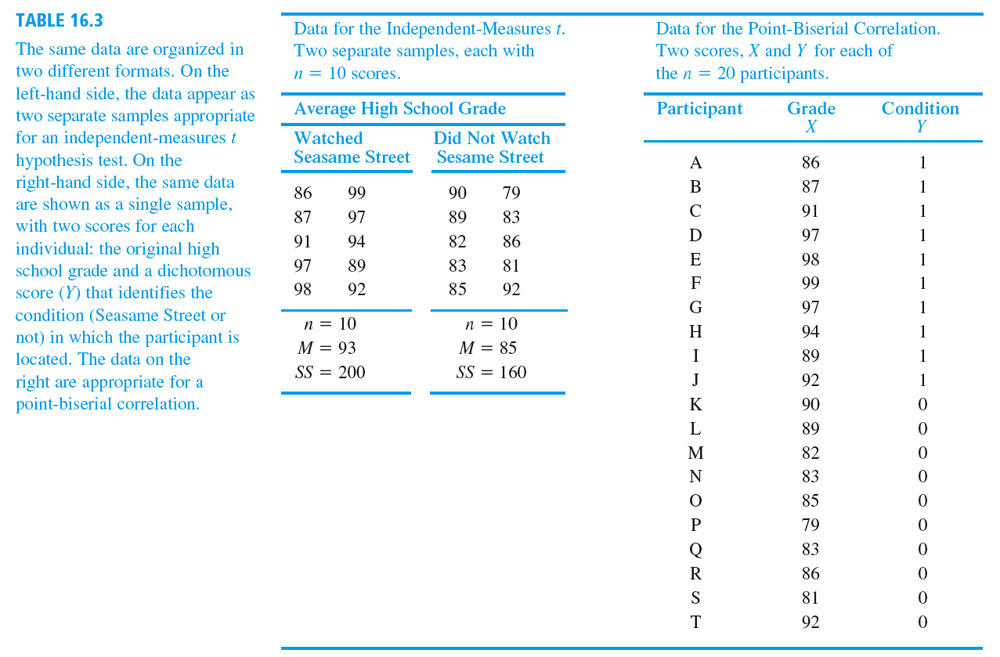 TABLE 16.3
The same data are organized in
two different formats. On the
left-hand side, the data appear as
two separate samples appropriate
for an independent-measures t
hypothesis test. On the
right-hand side, the same data
are shown as a single sample,
with two scores for each
individual: the original high
school grade and a dichotomous
score (Y) that identifies the
condition (Seasame Street or
not) in which the participant is
located. The data on the
right are appropriate for a
point-biserial correlation.
Data for the Independent-Measures t.
Two separate samples, each with
n = 10 scores.
Average High School Grade
Watched Did Not Watch
Seasame Street Sesame Street
86 99 90 79
87 97 89 83
91 94 82 86
97 89 83 81
98 92 85 92
n = 10 n = 10
M = 93 M = 85
SS = 200 SS = 160
Data for the Point-Biserial Correlation.
Two scores, X and Y for each of
the n = 20 participants.
Participant Grade Condition
X Y
A 86 1
B 87 1
C 91 1
D 97 1
E 98 1
F 99 1
G 97 1
H 94 1
I 89 1
J 92 1
K 90 0
L 89 0
M 82 0
N 83 0
O 85 0
P 79 0
Q 83 0
R 86 0
S 81 0
T 92 0